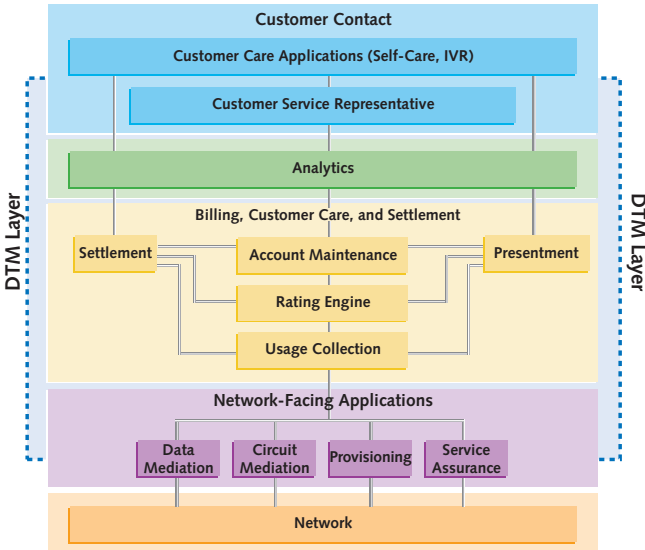 Customer Contact
Customer Care Applications (Self-Care, IVR)
Customer Service Representative
Analytics
DTM Layer
DTM Layer
Billing, Customer Care, and Settlement
Settlement
Account Maintenance
Presentment
Rating Engine
Usage Collection
Network-Facing Applications
Data
Mediation
Circuit
Mediation
Provisioning
Service
Assurance
Network